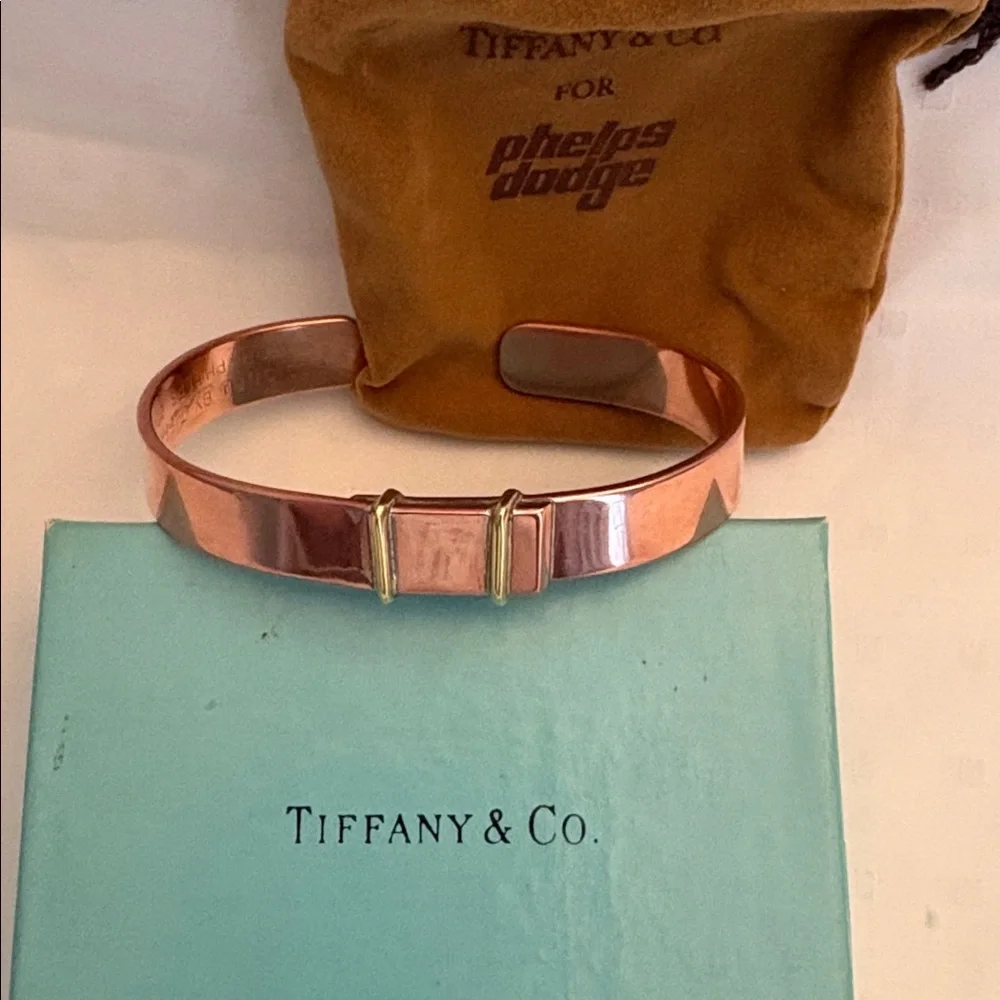 TIFFANY & CO.
FOR
phelps
dodge
TIFFANY & CO.